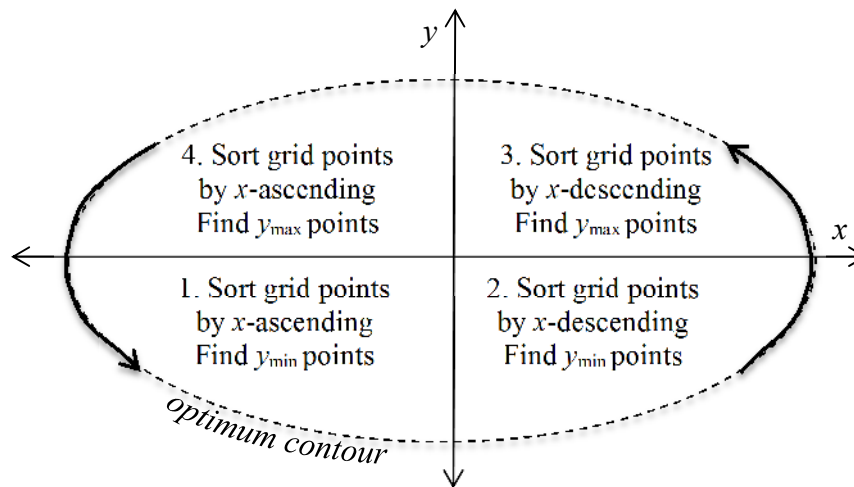 y
4. Sort grid points
by x-ascending
Find ymax points
3. Sort grid points
by x-descending
Find ymax points
x
1. Sort grid points
by x-ascending
Find ymin points
2. Sort grid points
by x-descending
Find ymin points
optimum contour